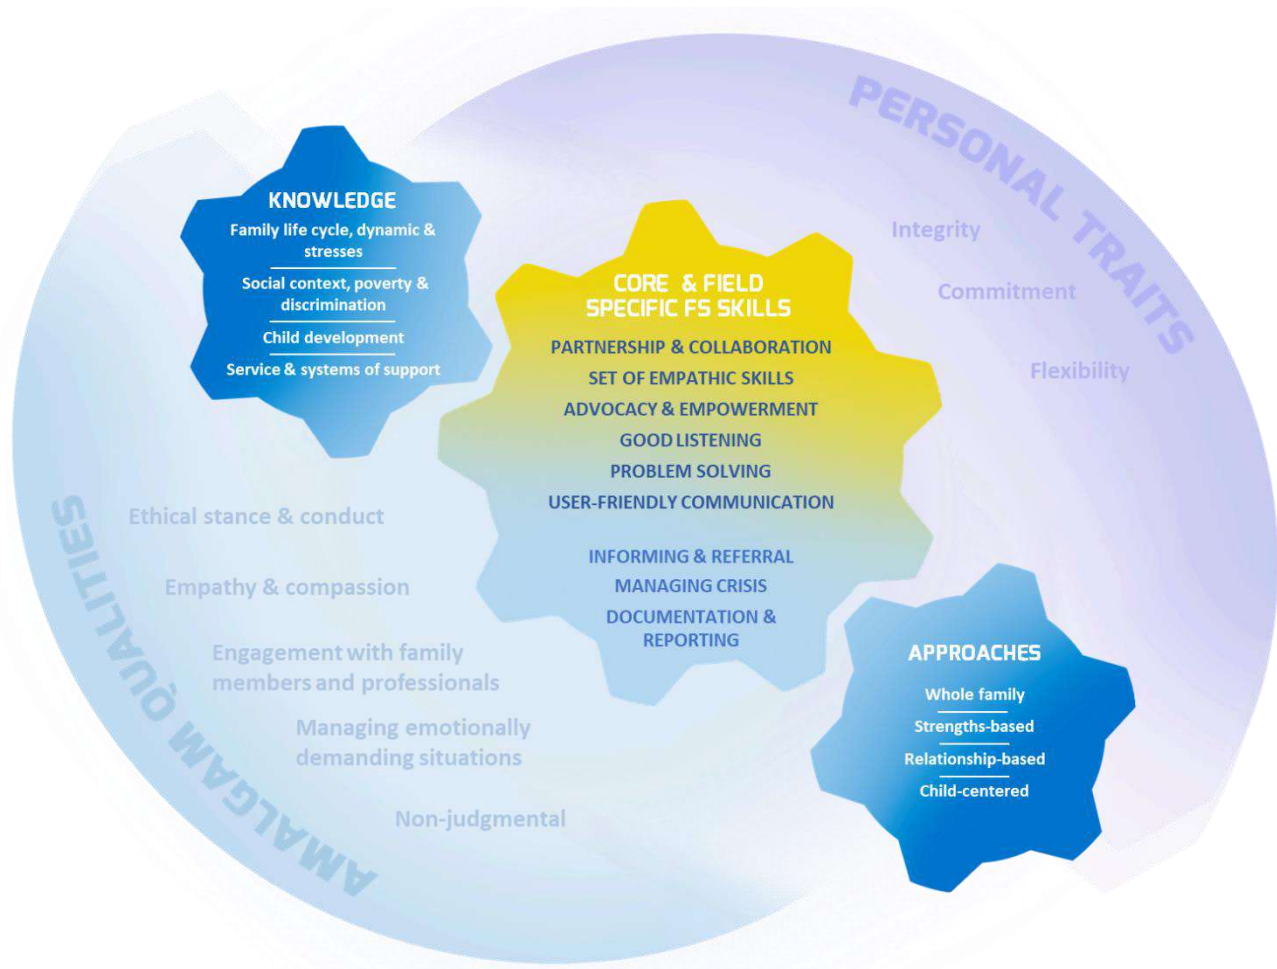 PERSONAL TRAITS
Integrity
Commitment
Flexibility
KNOWLEDGE
Family life cycle, dynamic &
stresses
Social context, poverty &
discrimination
Child development
Service & systems of support
CORE & FIELD
SPECIFIC FS SKILLS
PARTNERSHIP & COLLABORATION
SET OF EMPATHIC SKILLS
ADVOCACY & EMPOWERMENT
GOOD LISTENING
PROBLEM SOLVING
USER-FRIENDLY COMMUNICATION
INFORMING & REFERRAL
MANAGING CRISIS
DOCUMENTATION &
REPORTING
AMALGAM QUALITIES
Ethical stance & conduct
Empathy & compassion
Engagement with family
members and professionals
Managing emotionally
demanding situations
Non-judgmental
APPROACHES
Whole family
Strengths-based
Relationship-based
Child-centered